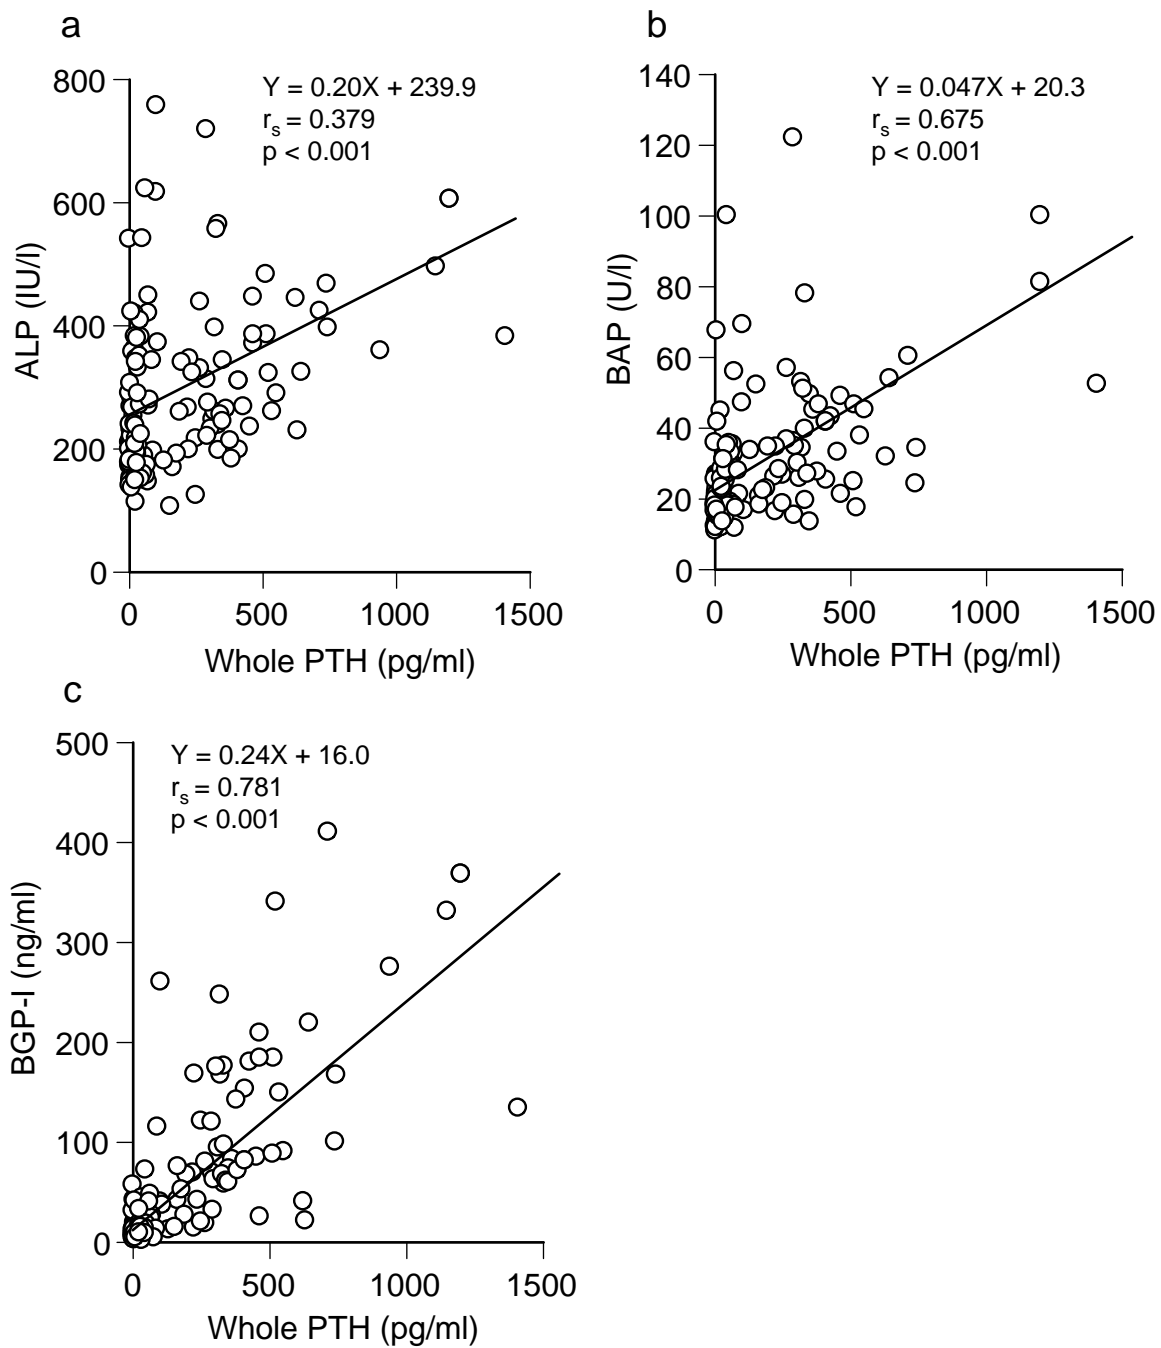 a
Y = 0.20X + 239.9
rs = 0.379
p < 0.001
800
600
400
200
0
ALP (IU/l)
0 500 1000 1500
Whole PTH (pg/ml)
b
Y = 0.047X + 20.3
rs = 0.675
p < 0.001
140
120
100
80
60
40
20
0
BAP (U/l)
0 500 1000 1500
Whole PTH (pg/ml)
c
Y = 0.24X + 16.0
rs = 0.781
p < 0.001
500
400
300
200
100
0
BGP-I (ng/ml)
0 500 1000 1500
Whole PTH (pg/ml)